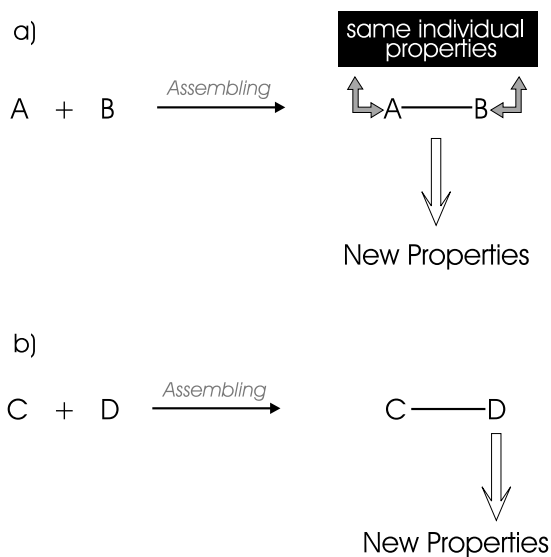 a)
same individual
properties
A + B Assembling A B
New Properties
b)
C + D Assembling C D
New Properties